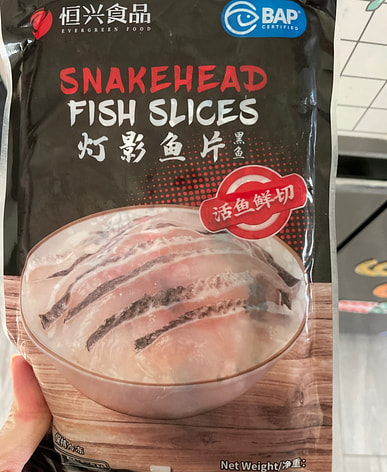 恒兴食品
EVERGREEN FOOD
BAP
CERTIFIED
SNAKEHEAD
FISH SLICES
灯影鱼片
黑鱼
活鱼鲜切
Net Weight/净重: